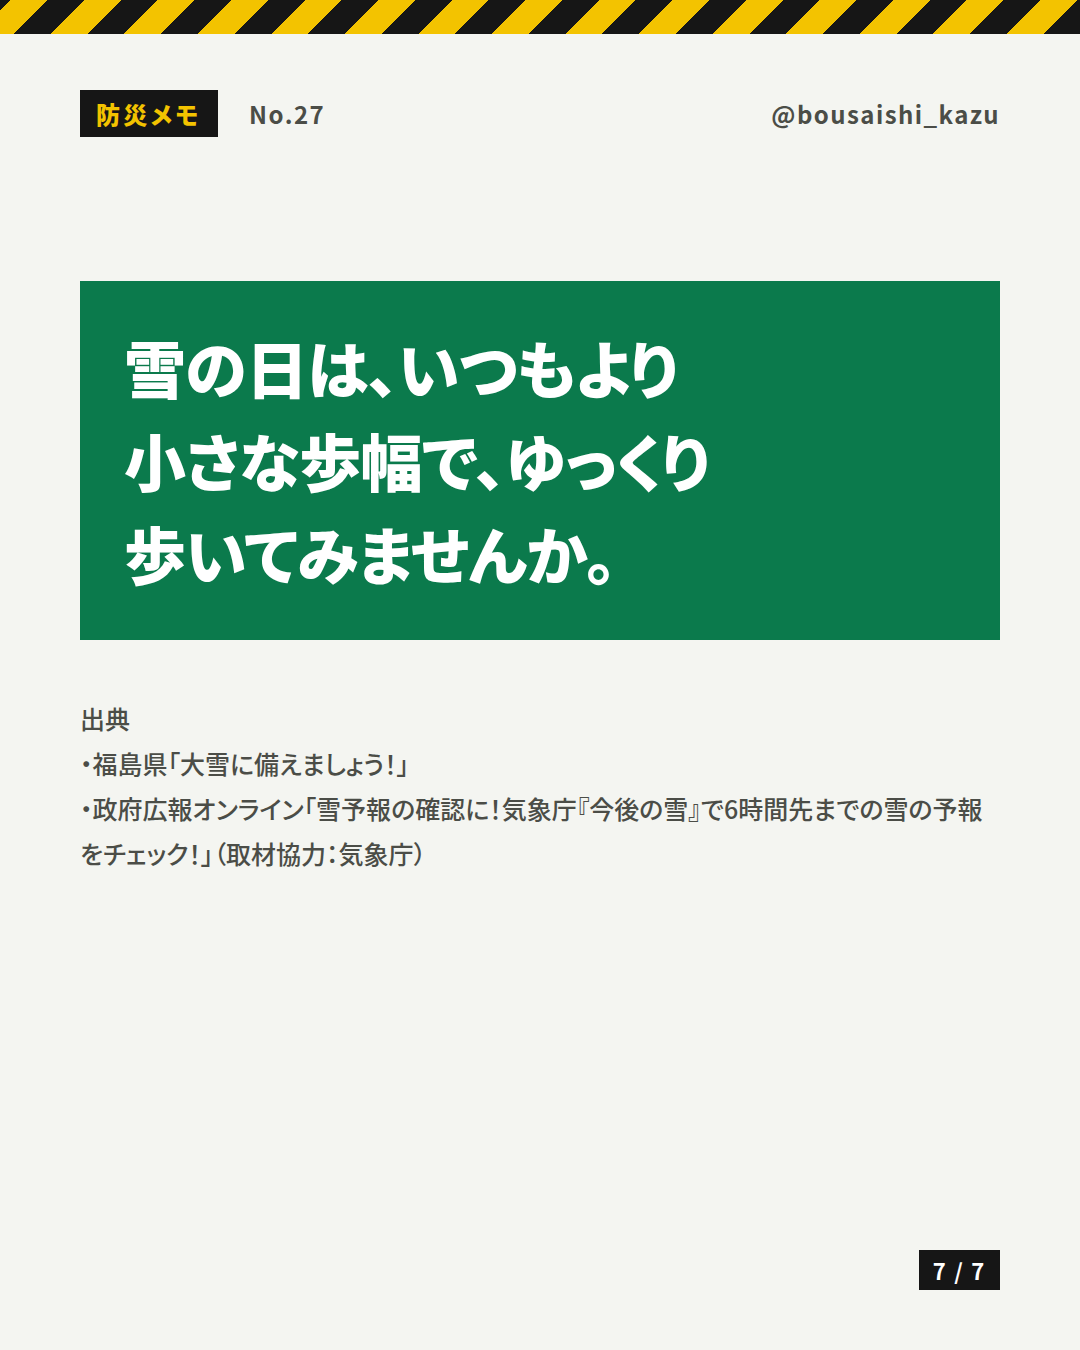 防災メモ No.27 @bousaishi_kazu
雪の日は、いつもより
小さな歩幅で、ゆっくり
歩いてみませんか。
出典
・福島県「大雪に備えましょう！」
・政府広報オンライン「雪予報の確認に！気象庁『今後の雪』で6時間先までの雪の予報
をチェック！」（取材協力：気象庁）
7 / 7